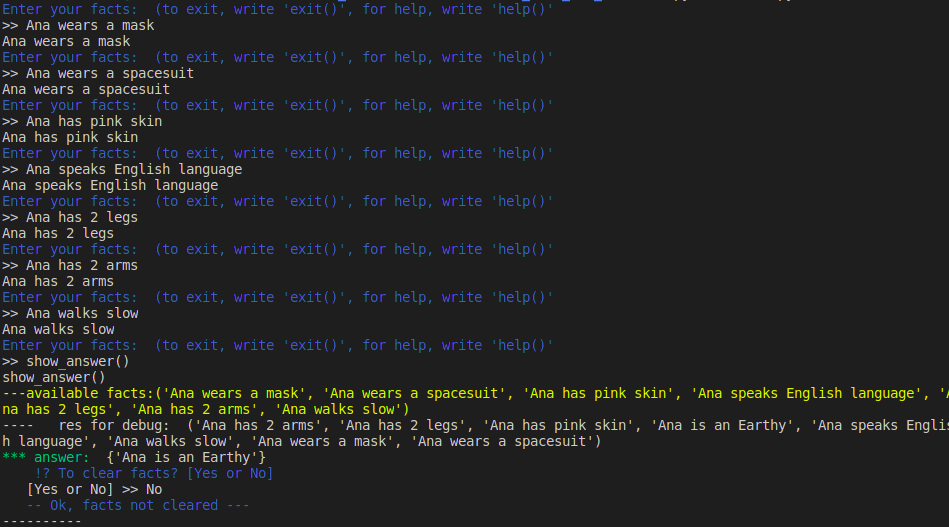 Enter your facts:  (to exit, write 'exit()', for help, write 'help()'
>> Ana wears a mask
Ana wears a mask
Enter your facts:  (to exit, write 'exit()', for help, write 'help()'
>> Ana wears a spacesuit
Ana wears a spacesuit
Enter your facts:  (to exit, write 'exit()', for help, write 'help()'
>> Ana has pink skin
Ana has pink skin
Enter your facts:  (to exit, write 'exit()', for help, write 'help()'
>> Ana speaks English language
Ana speaks English language
Enter your facts:  (to exit, write 'exit()', for help, write 'help()'
>> Ana has 2 legs
Ana has 2 legs
Enter your facts:  (to exit, write 'exit()', for help, write 'help()'
>> Ana has 2 arms
Ana has 2 arms
Enter your facts:  (to exit, write 'exit()', for help, write 'help()'
>> Ana walks slow
Ana walks slow
Enter your facts:  (to exit, write 'exit()', for help, write 'help()'
>> show_answer()
show_answer()
---available facts:('Ana wears a mask', 'Ana wears a spacesuit', 'Ana has pink skin', 'Ana speaks English language', 'A
na has 2 legs', 'Ana has 2 arms', 'Ana walks slow')
----   res for debug:  ('Ana has 2 arms', 'Ana has 2 legs', 'Ana has pink skin', 'Ana is an Earthy', 'Ana speaks Englis
h language', 'Ana walks slow', 'Ana wears a mask', 'Ana wears a spacesuit')
*** answer:  {'Ana is an Earthy'}
!? To clear facts? [Yes or No]
[Yes or No] >> No
-- Ok, facts not cleared ---
----------